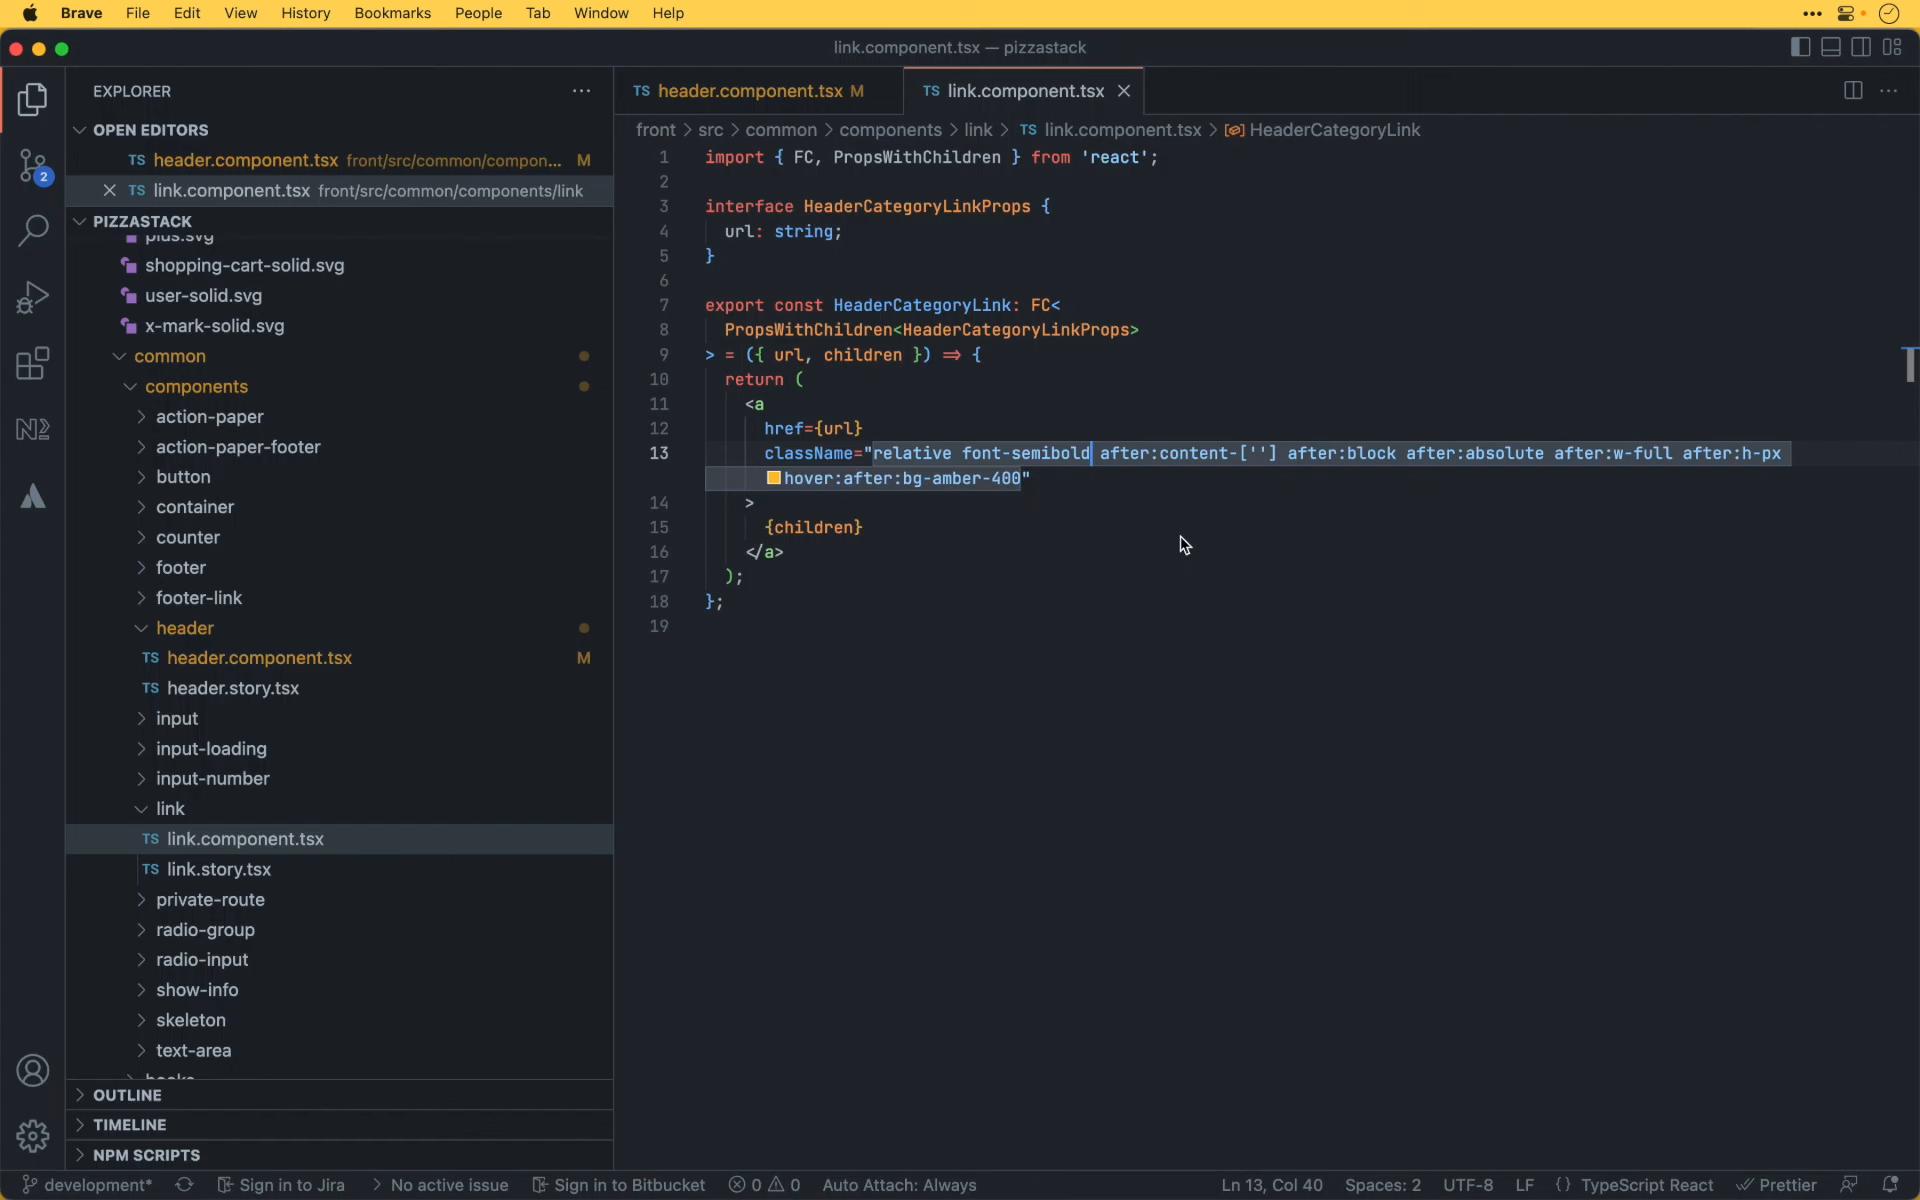 Brave File Edit View History Bookmarks People Tab Window Help
link.component.tsx — pizzastack
EXPLORER
OPEN EDITORS
TS header.component.tsx front/src/common/compon... M
TS link.component.tsx front/src/common/components/link
PIZZASTACK
plus.svg
shopping-cart-solid.svg
user-solid.svg
x-mark-solid.svg
common
components
action-paper
action-paper-footer
button
container
counter
footer
footer-link
header
TS header.component.tsx M
TS header.story.tsx
input
input-loading
input-number
link
TS link.component.tsx
TS link.story.tsx
private-route
radio-group
radio-input
show-info
skeleton
text-area
OUTLINE
TIMELINE
NPM SCRIPTS
2
TS header.component.tsx M TS link.component.tsx
front > src > common > components > link > TS link.component.tsx > HeaderCategoryLink
1 import { FC, PropsWithChildren } from 'react';
2
3 interface HeaderCategoryLinkProps {
4 url: string;
5 }
6
7 export const HeaderCategoryLink: FC<
8 PropsWithChildren<HeaderCategoryLinkProps>
9 > = ({ url, children }) => {
10 return (
11 <a
12 href={url}
13 className="relative font-semibold after:content-[''] after:block after:absolute after:w-full after:h-px
hover:after:bg-amber-400"
14 >
15 {children}
16 </a>
17 );
18 };
19
development* Sign in to Jira > No active issue Sign in to Bitbucket 0 0 Auto Attach: Always Ln 13, Col 40 Spaces: 2 UTF-8 LF {} TypeScript React Prettier